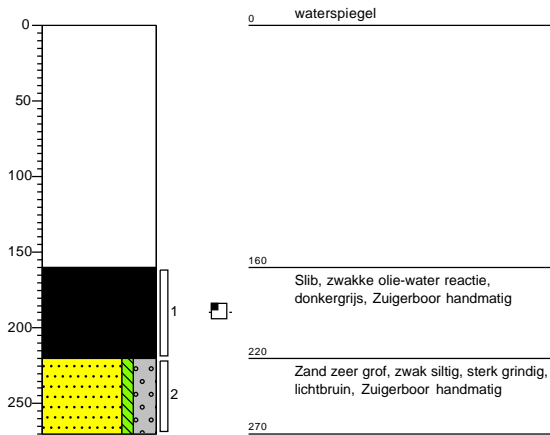 0
50
100
150
200
250
1
2
0
waterspiegel
160
Slib, zwakke olie-water reactie,
donkergrijs, Zuigerboor handmatig
220
Zand zeer grof, zwak siltig, sterk grindig,
lichtbruin, Zuigerboor handmatig
270